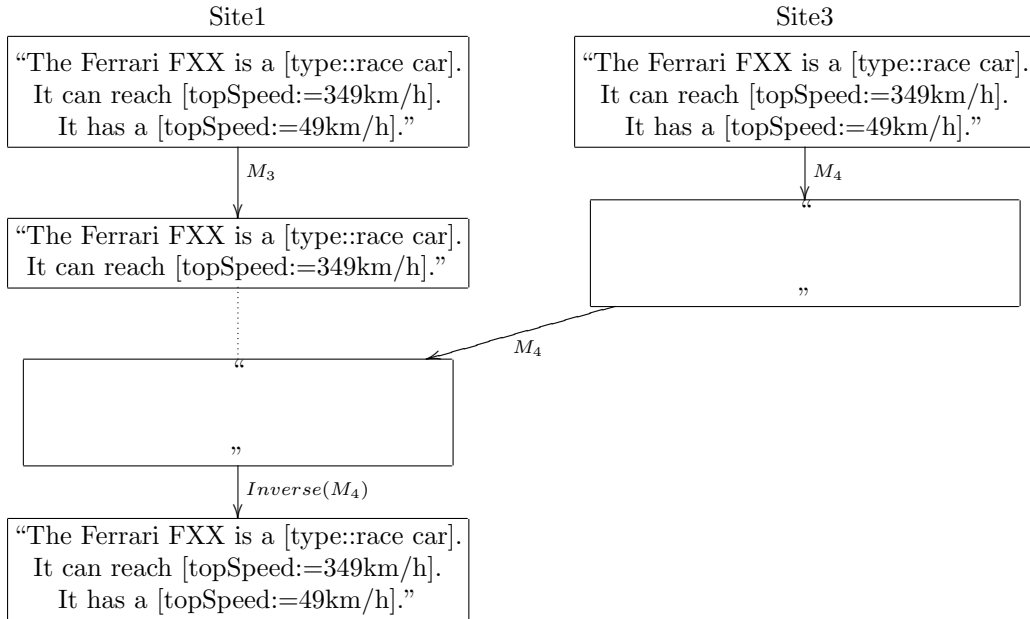 Site1
Site3
“The Ferrari FXX is a [type::race car].
It can reach [topSpeed:=349km/h].
It has a [topSpeed:=49km/h].”
“The Ferrari FXX is a [type::race car].
It can reach [topSpeed:=349km/h].
It has a [topSpeed:=49km/h].”
M3
M4
“The Ferrari FXX is a [type::race car].
It can reach [topSpeed:=349km/h].”
“
”
M4
“
”
Inverse(M4)
“The Ferrari FXX is a [type::race car].
It can reach [topSpeed:=349km/h].
It has a [topSpeed:=49km/h].”